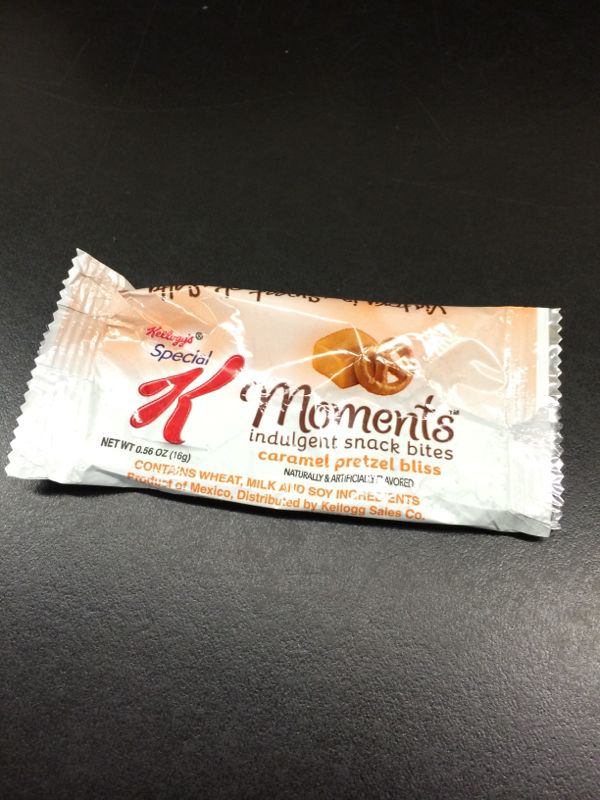 Kellogg's®
Special
K
Moments™
indulgent snack bites
caramel pretzel bliss
NATURALLY & ARTIFICIALLY FLAVORED
NET WT 0.56 OZ (16g)
CONTAINS WHEAT, MILK AND SOY INGREDIENTS
Product of Mexico, Distributed by Kellogg Sales Co.